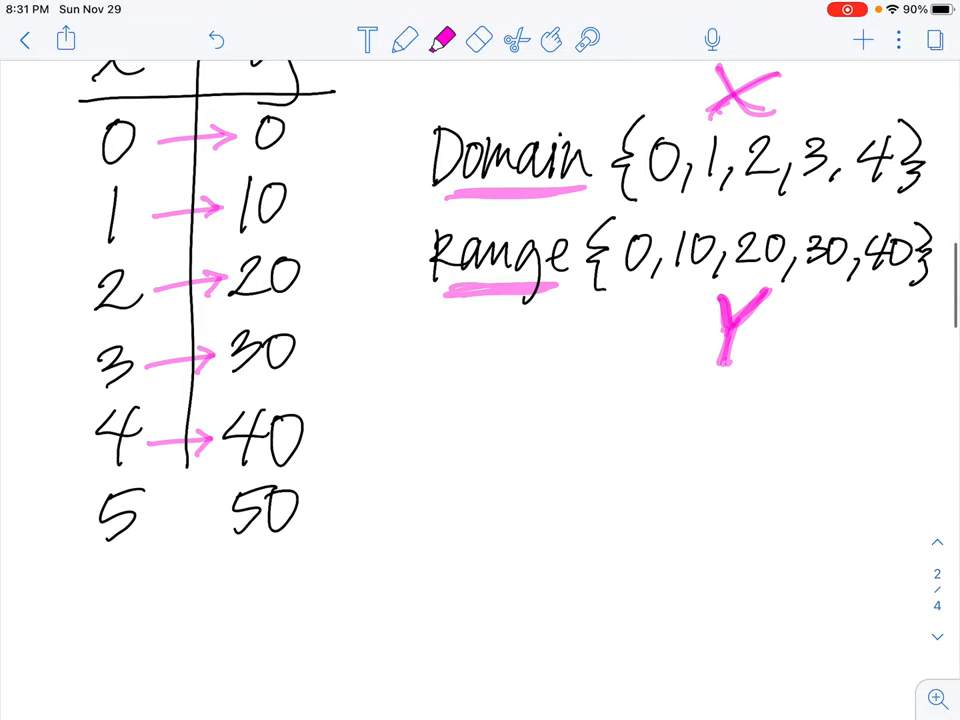 8:31 PM Sun Nov 29
90%
T
x y
X
0 → 0
Domain {0, 1, 2, 3, 4}
1 → 10
Range {0, 10, 20, 30, 40}
2 → 20
Y
3 → 30
4 → 40
5 50
2
/
4